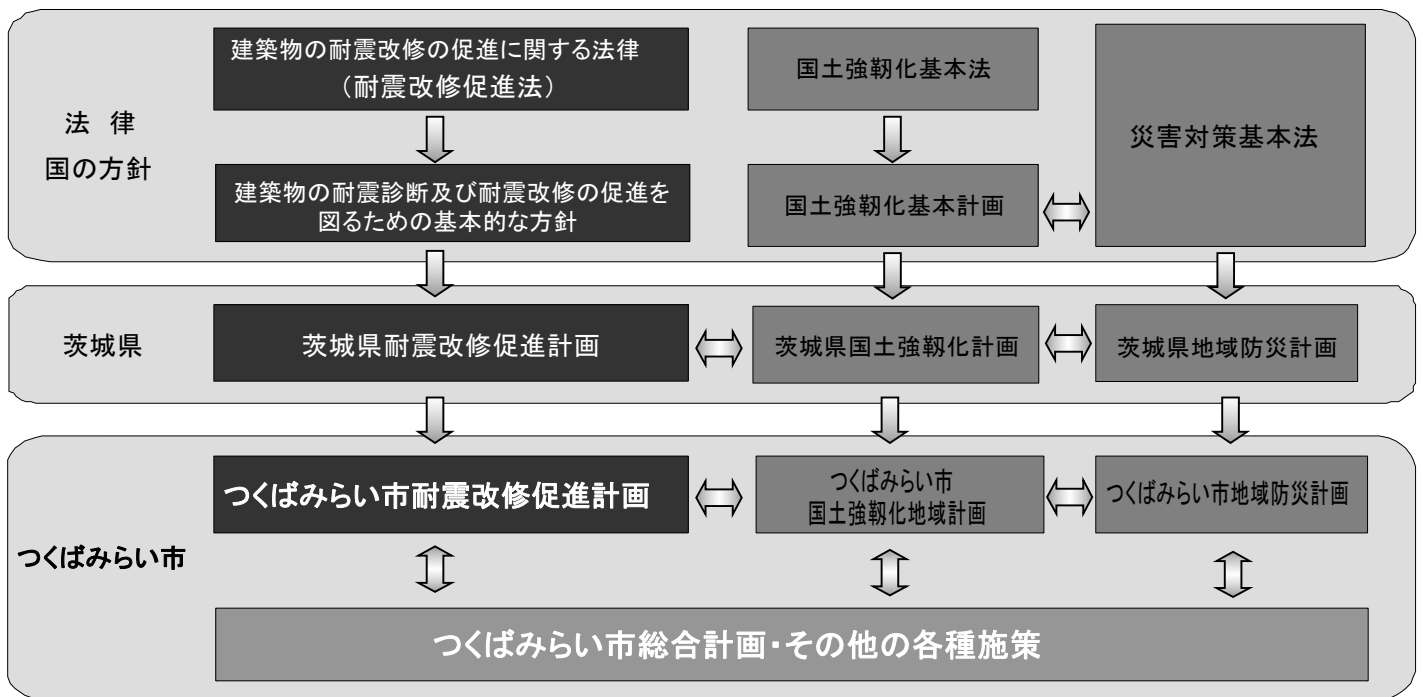 法 律
国の方針
建築物の耐震改修の促進に関する法律
（耐震改修促進法）
国土強靱化基本法
災害対策基本法
建築物の耐震診断及び耐震改修の促進を
図るための基本的な方針
国土強靱化基本計画
茨城県
茨城県耐震改修促進計画
茨城県国土強靱化計画
茨城県地域防災計画
つくばみらい市
つくばみらい市耐震改修促進計画
つくばみらい市
国土強靱化地域計画
つくばみらい市地域防災計画
つくばみらい市総合計画・その他の各種施策